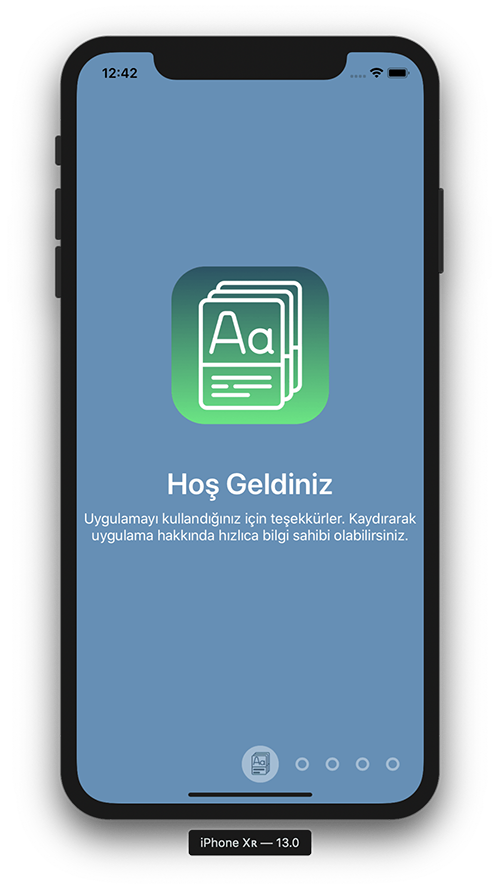 12:42
Aa
Hoş Geldiniz
Uygulamayı kullandığınız için teşekkürler. Kaydırarak
uygulama hakkında hızlıca bilgi sahibi olabilirsiniz.
Aa
iPhone Xʀ — 13.0